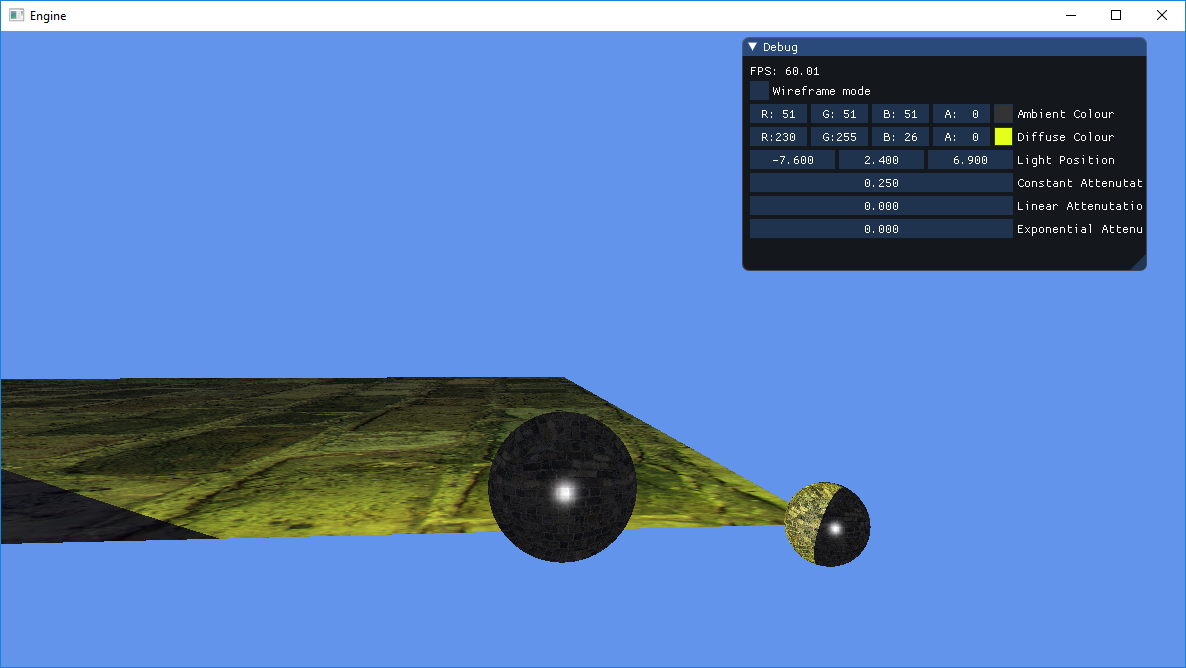 Engine
Debug
FPS: 60.01
Wireframe mode
R: 51 G: 51 B: 51 A: 0 Ambient Colour
R:230 G:255 B: 26 A: 0 Diffuse Colour
-7.600 2.400 6.900 Light Position
0.250 Constant Attenutat
0.000 Linear Attenutatio
0.000 Exponential Attenu